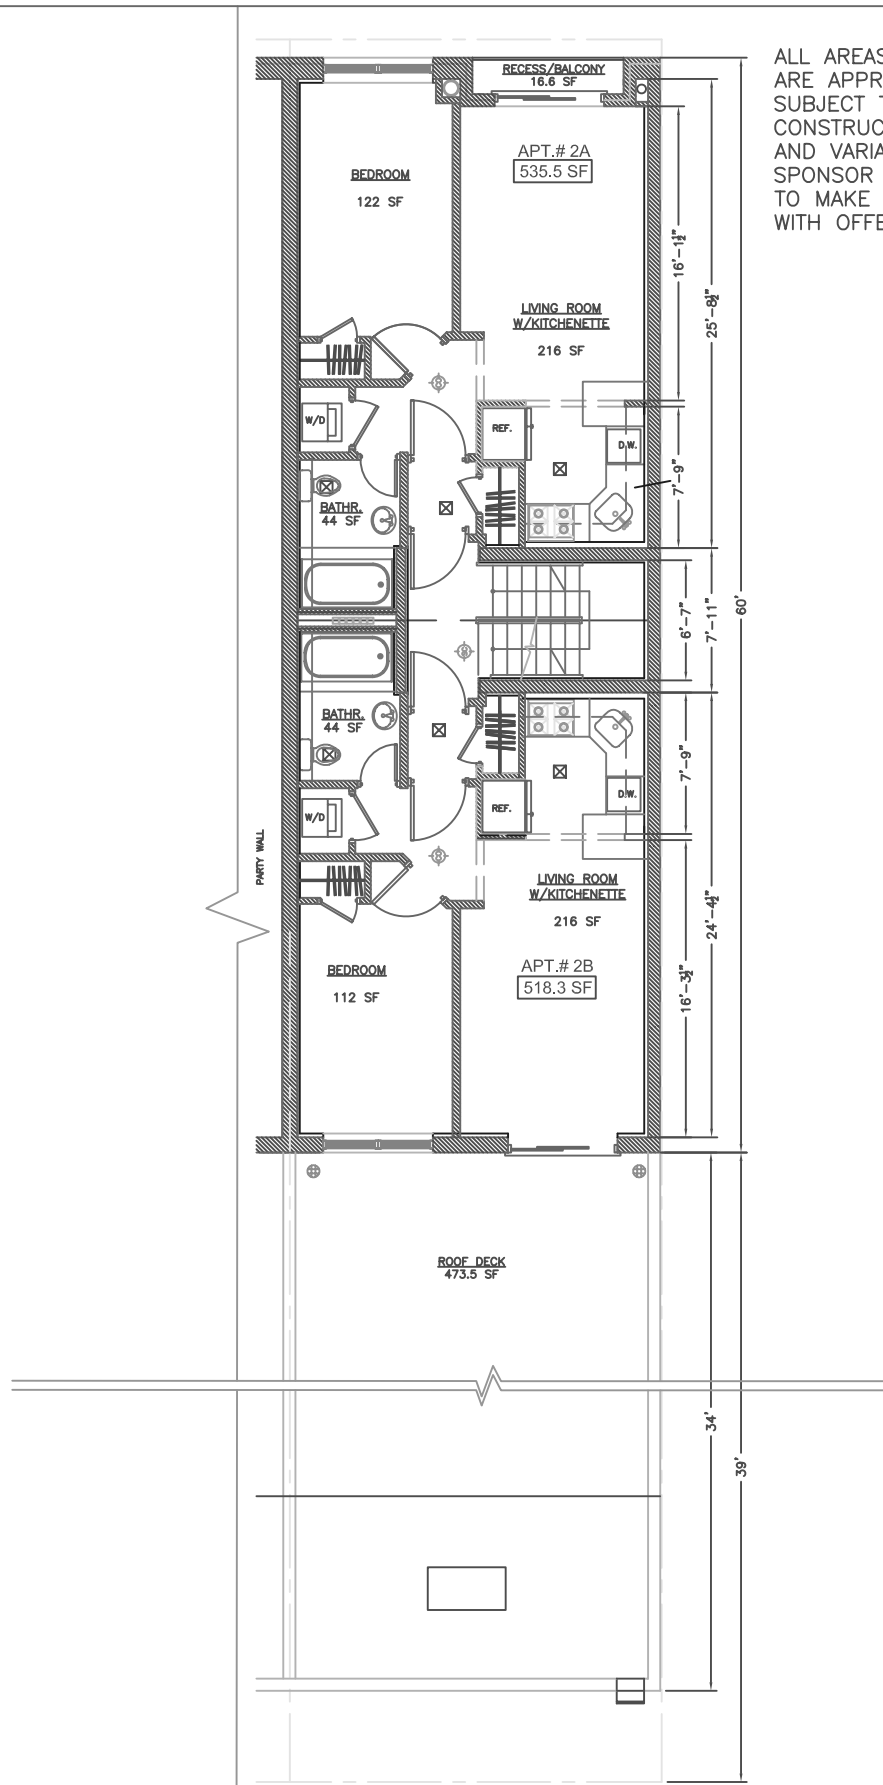 ALL AREAS
ARE APPR
SUBJECT T
CONSTRUC
AND VARIA
SPONSOR
TO MAKE
WITH OFFE
RECESS/BALCONY
16.6 SF
APT.# 2A
535.5 SF
BEDROOM
122 SF
16'-1½"
25'-8½"
LIVING ROOM
W/KITCHENETTE
216 SF
W/D
REF.
D.W.
7'-9"
BATHR.
44 SF
6'-7"
7'-11"
60'
BATHR.
44 SF
7'-9"
W/D
REF.
D.W.
PARTY WALL
LIVING ROOM
W/KITCHENETTE
216 SF
24'-4½"
APT.# 2B
518.3 SF
BEDROOM
112 SF
16'-3½"
ROOF DECK
473.5 SF
34'
39'